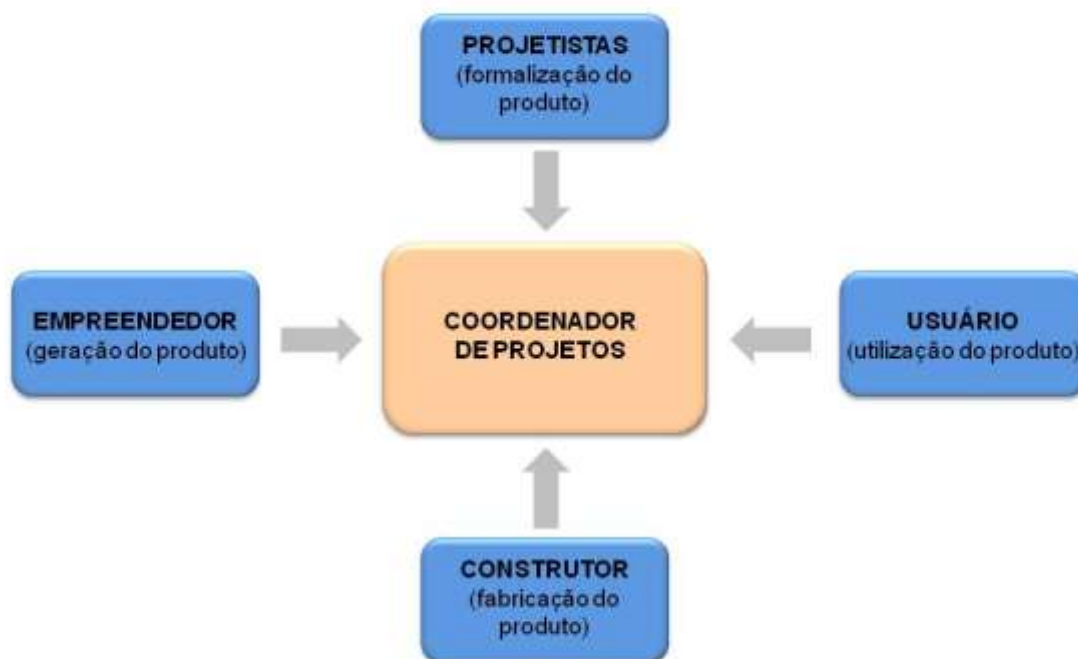 PROJETISTAS
(formalização do
produto)
EMPREENDEDOR
(geração do produto)
COORDENADOR
DE PROJETOS
USUÁRIO
(utilização do produto)
CONSTRUTOR
(fabricação do
produto)